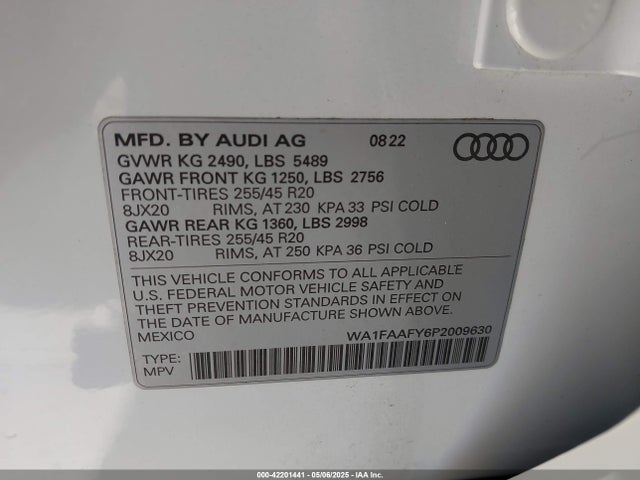 MFD. BY AUDI AG 08 22
GVWR KG 2490, LBS 5489
GAWR FRONT KG 1250, LBS 2756
FRONT-TIRES 255/45 R20
8JX20 RIMS, AT 230 KPA 33 PSI COLD
GAWR REAR KG 1360, LBS 2998
REAR-TIRES 255/45 R20
8JX20 RIMS, AT 250 KPA 36 PSI COLD
THIS VEHICLE CONFORMS TO ALL APPLICABLE
U.S. FEDERAL MOTOR VEHICLE SAFETY AND
THEFT PREVENTION STANDARDS IN EFFECT ON
THE DATE OF MANUFACTURE SHOWN ABOVE.
MEXICO WA1FAAFY6P2009630
TYPE:
MPV
000-42201441 - 05/06/2025 - iaai.com